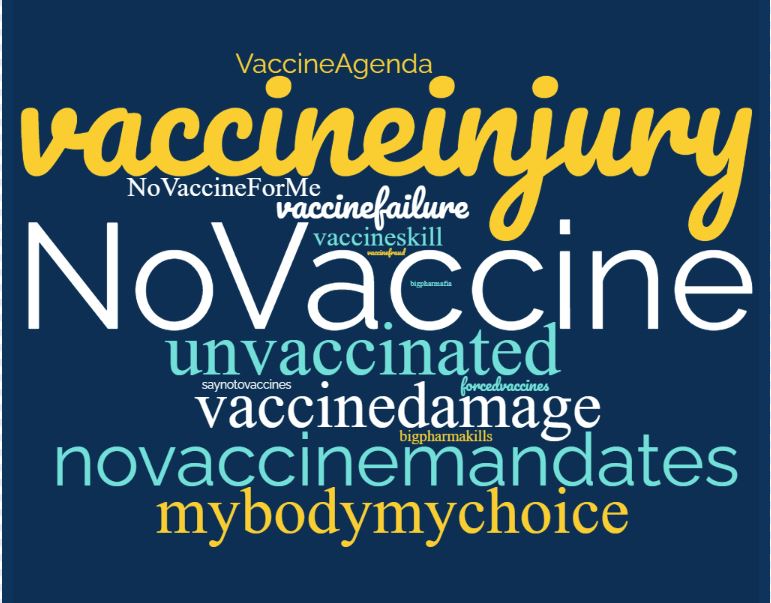 VaccineAgenda
vaccineinjury
NoVaccineForMe
vaccinefailure
vaccineskill
vaccinefraud
NoVaccine
bigpharmafia
unvaccinated
saynotovaccines
forcedvaccines
vaccinedamage
bigpharmakills
novaccinemandates
mybodymychoice